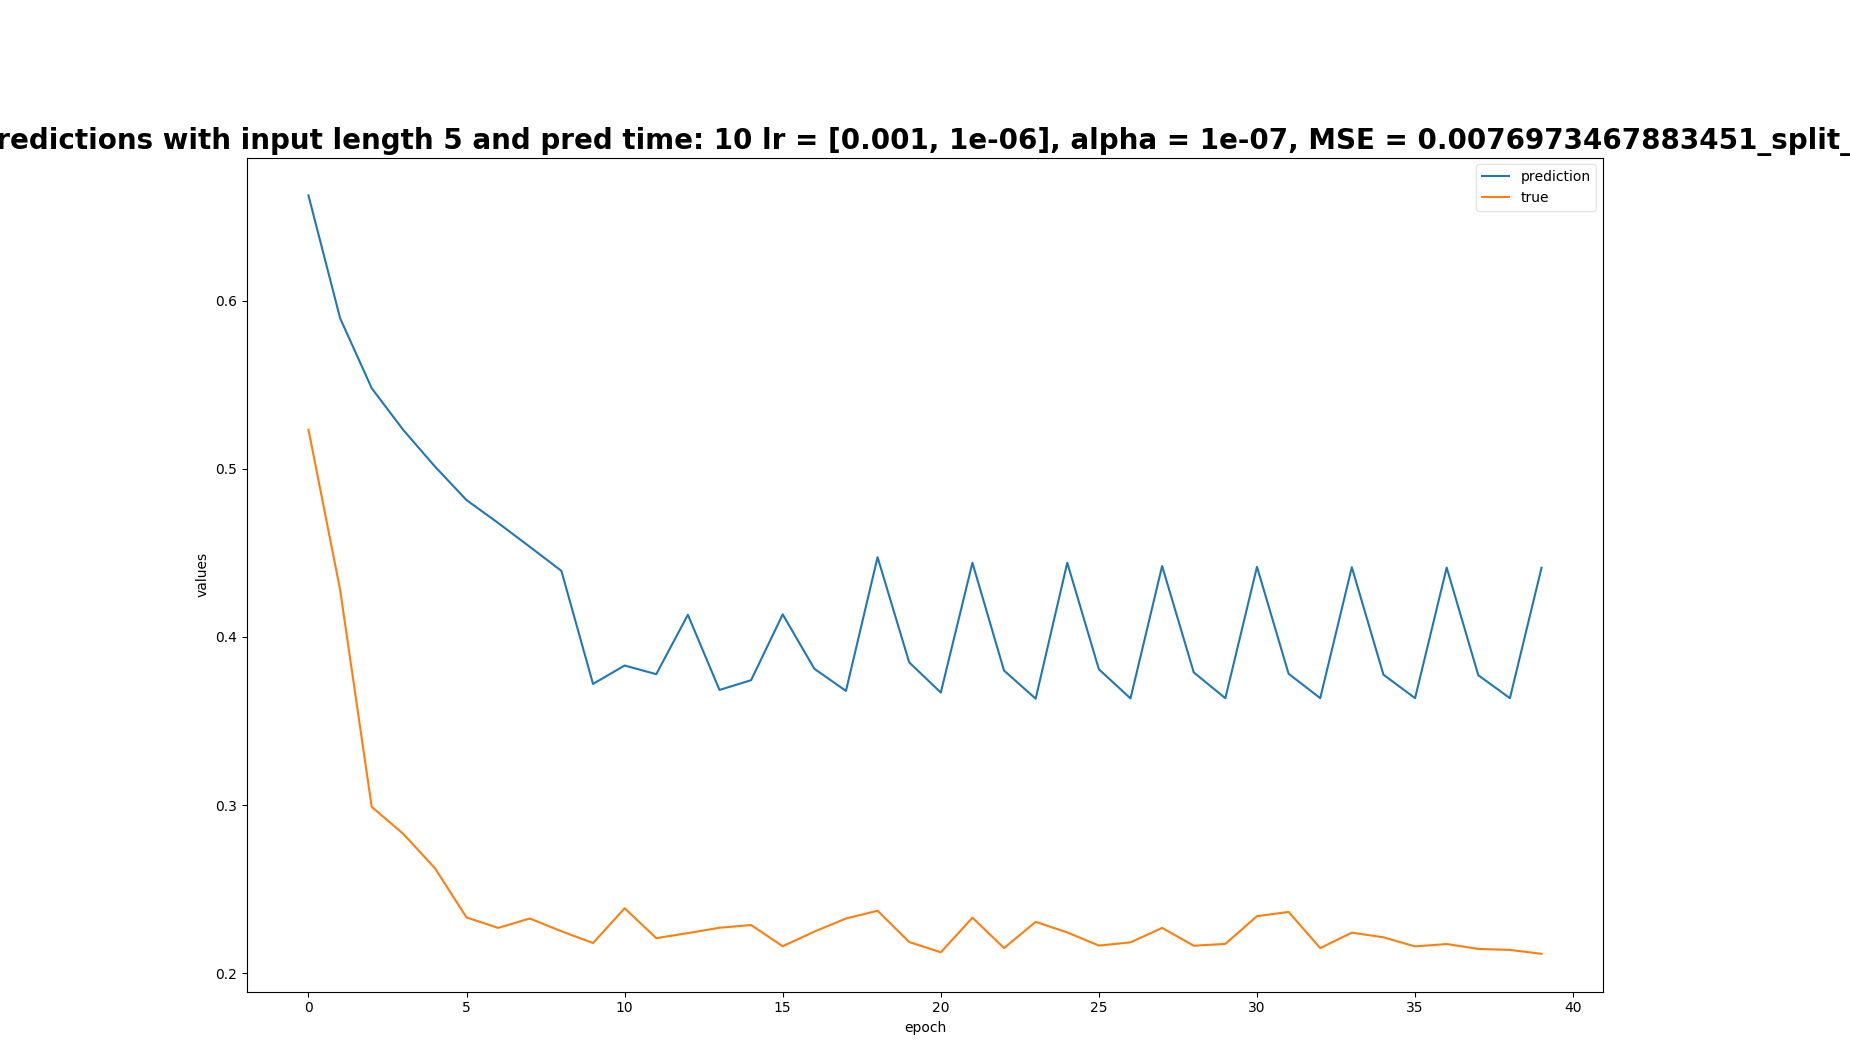 redictions with input length 5 and pred time: 10 lr = [0.001, 1e-06], alpha = 1e-07, MSE = 0.0076973467883451_split_
prediction
true
0.6
0.5
0.4
0.3
0.2
values
0 5 10 15 20 25 30 35 40
epoch